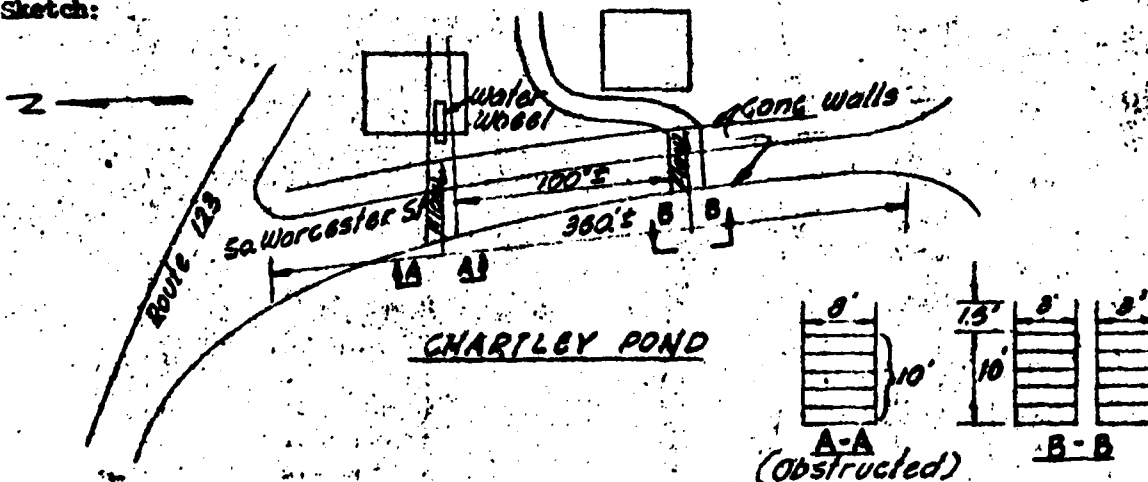 Sketch:
N
Water
Wheel
Conc Walls
100'±
So. Worcester St.
360'±
B B
Route 123
A A
CHARTLEY POND
8'
10'
A-A
(Obstructed)
1.5'
10'
8'
8'
B-B